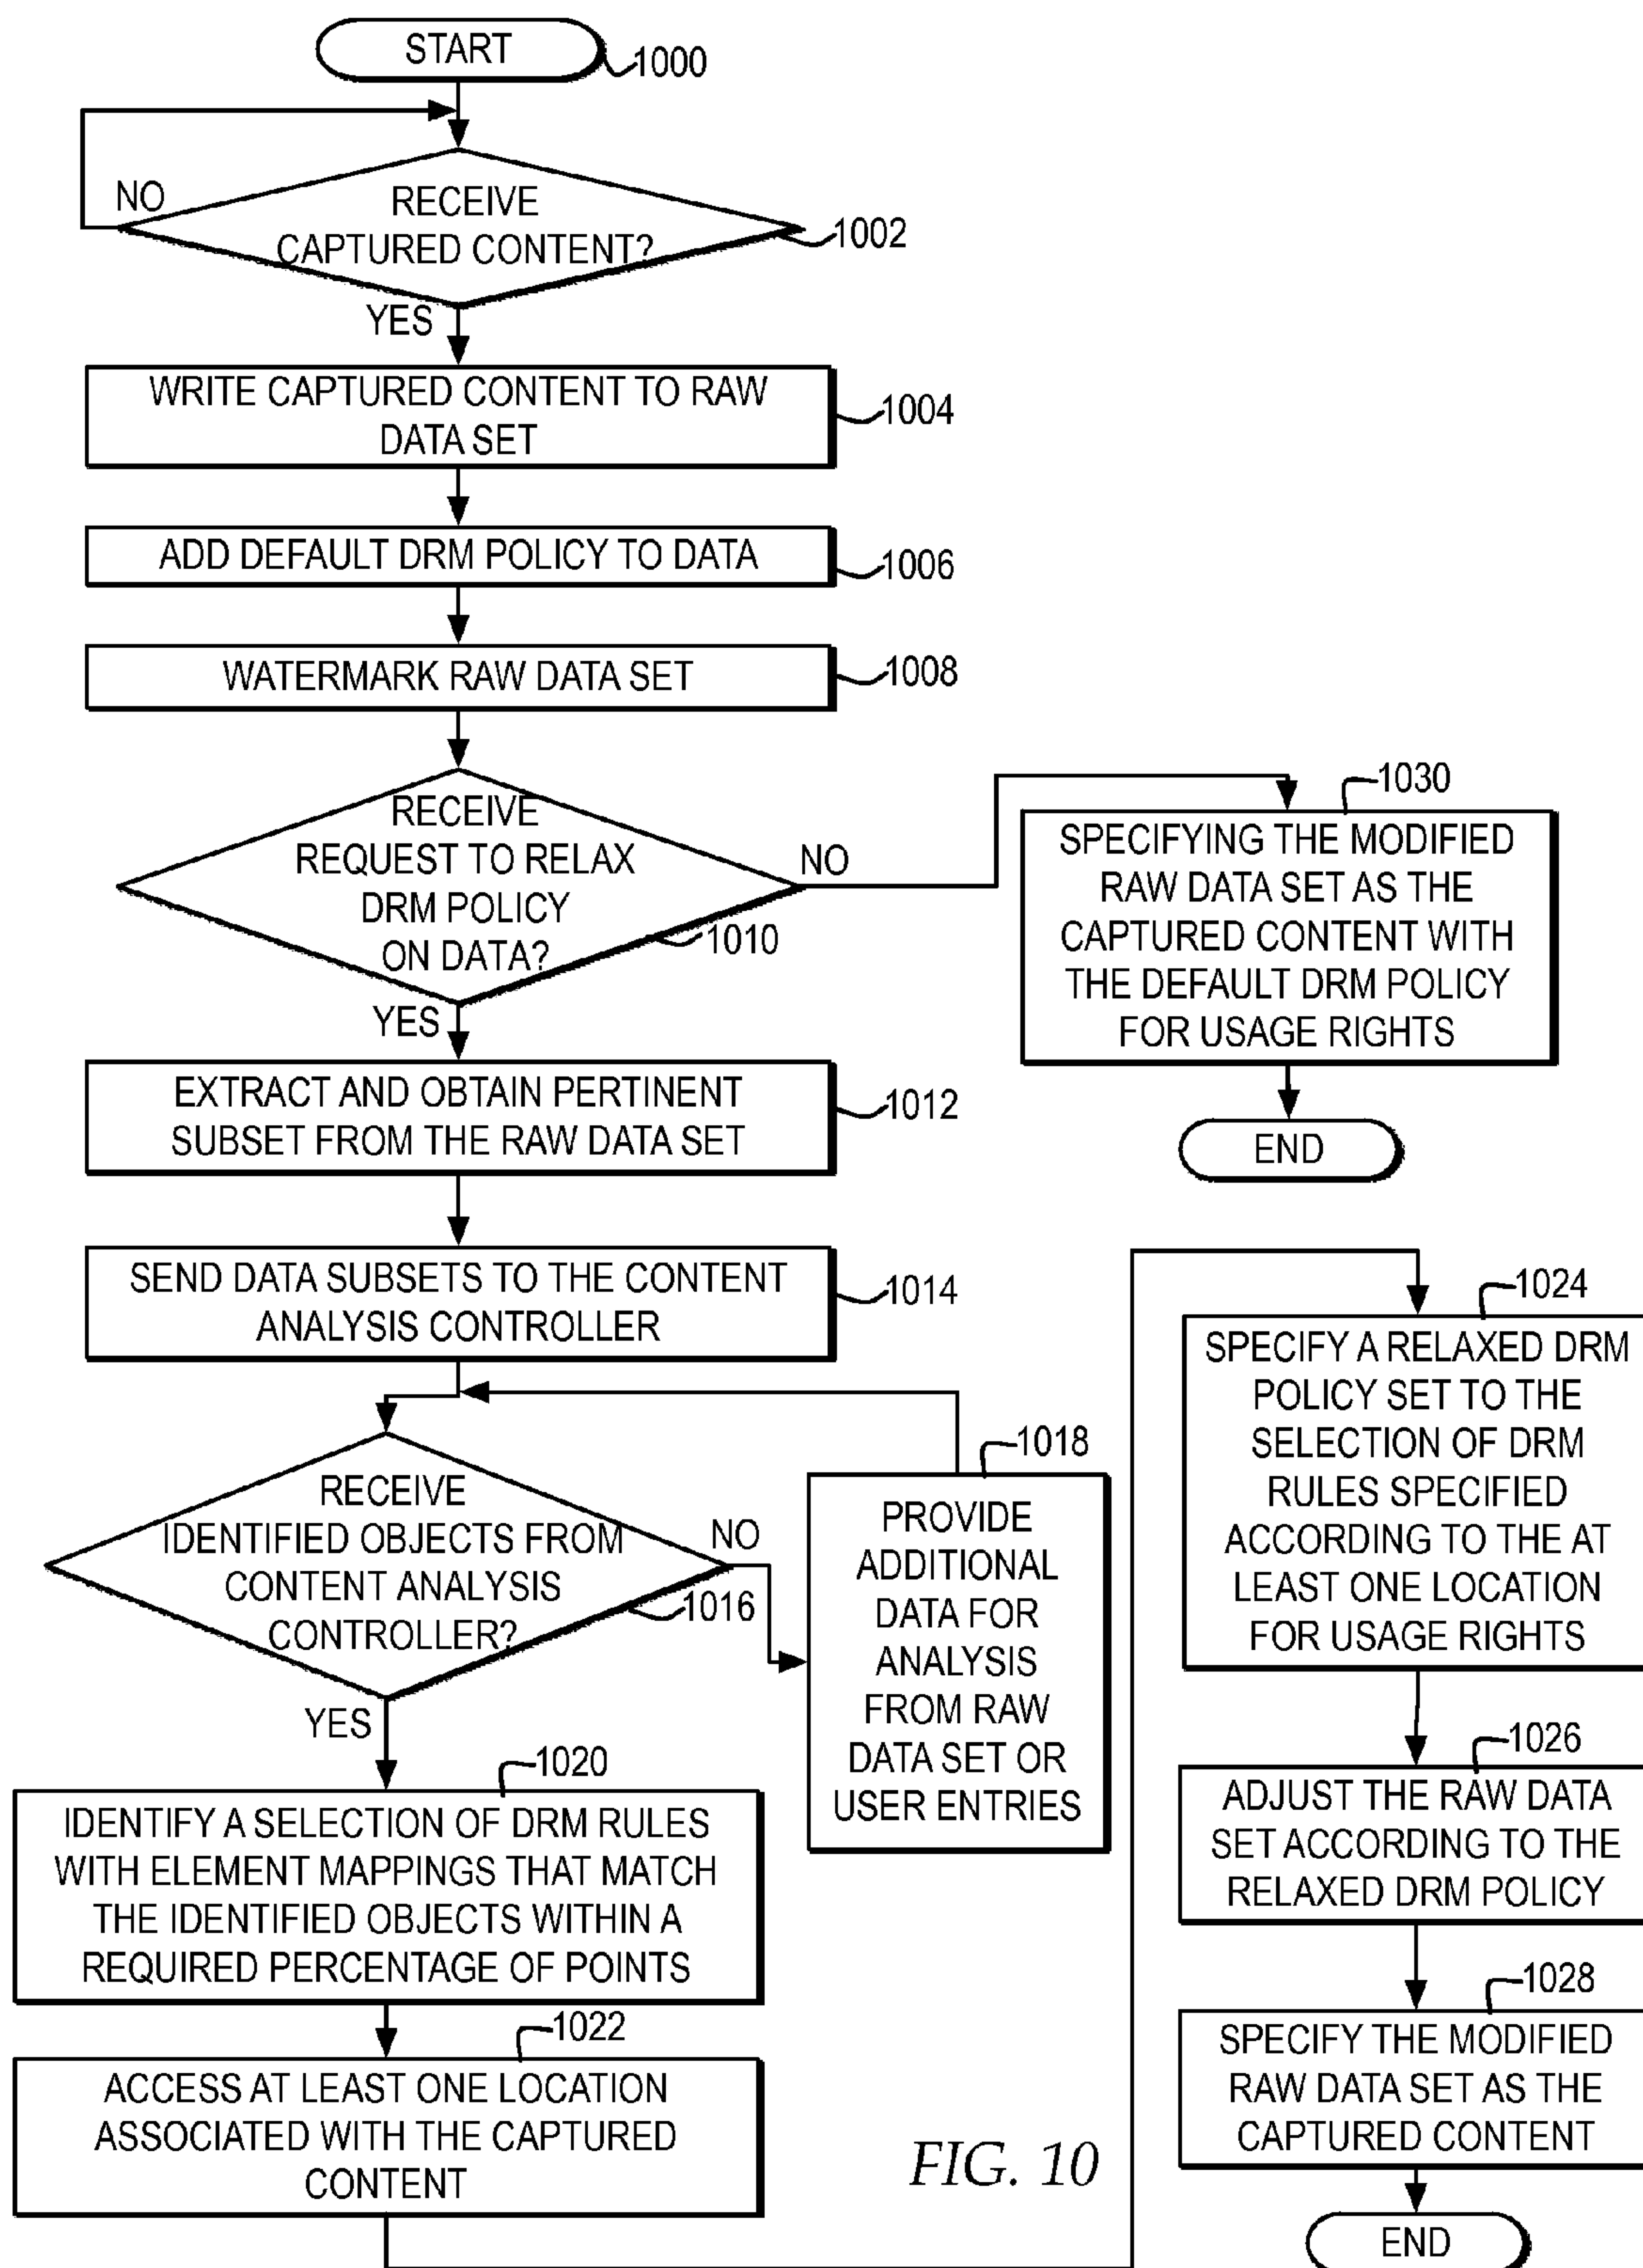 START
1000
NO
RECEIVE
CAPTURED CONTENT?
1002
YES
WRITE CAPTURED CONTENT TO RAW
DATA SET
1004
ADD DEFAULT DRM POLICY TO DATA
1006
WATERMARK RAW DATA SET
1008
RECEIVE
REQUEST TO RELAX
DRM POLICY
ON DATA?
1010
NO
YES
1030
SPECIFYING THE MODIFIED
RAW DATA SET AS THE
CAPTURED CONTENT WITH
THE DEFAULT DRM POLICY
FOR USAGE RIGHTS
END
EXTRACT AND OBTAIN PERTINENT
SUBSET FROM THE RAW DATA SET
1012
SEND DATA SUBSETS TO THE CONTENT
ANALYSIS CONTROLLER
1014
RECEIVE
IDENTIFIED OBJECTS FROM
CONTENT ANALYSIS
CONTROLLER?
1016
NO
YES
1018
PROVIDE
ADDITIONAL
DATA FOR
ANALYSIS
FROM RAW
DATA SET OR
USER ENTRIES
1020
IDENTIFY A SELECTION OF DRM RULES
WITH ELEMENT MAPPINGS THAT MATCH
THE IDENTIFIED OBJECTS WITHIN A
REQUIRED PERCENTAGE OF POINTS
1022
ACCESS AT LEAST ONE LOCATION
ASSOCIATED WITH THE CAPTURED
CONTENT
1024
SPECIFY A RELAXED DRM
POLICY SET TO THE
SELECTION OF DRM
RULES SPECIFIED
ACCORDING TO THE AT
LEAST ONE LOCATION
FOR USAGE RIGHTS
1026
ADJUST THE RAW DATA
SET ACCORDING TO THE
RELAXED DRM POLICY
1028
SPECIFY THE MODIFIED
RAW DATA SET AS THE
CAPTURED CONTENT
END
FIG. 10